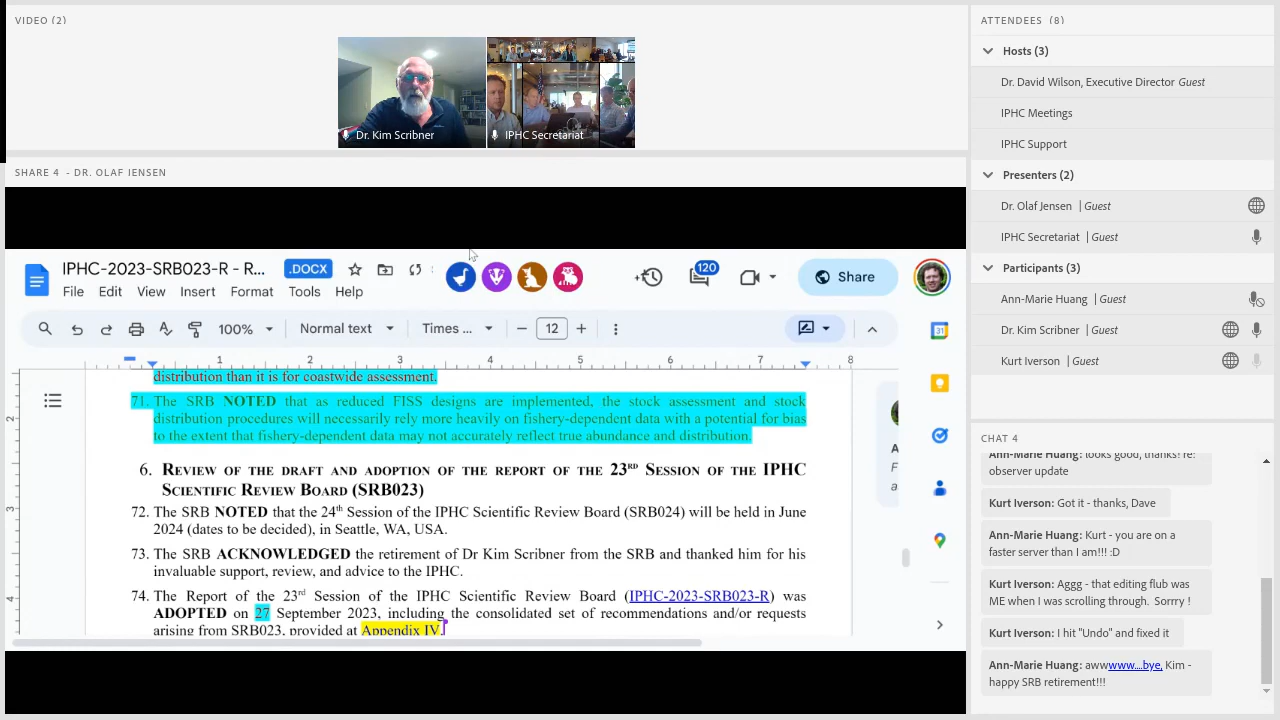 VIDEO (2)
Dr. Kim Scribner
IPHC Secretariat
SHARE 4 - DR. OLAF JENSEN
IPHC-2023-SRB023-R - R...
.DOCX
120
Share
File Edit View Insert Format Tools Help
100%
Normal text
Times ...
12
1 2 3 4 5 6 7 8
31
distribution than it is for coastwide assessment.
71. The SRB NOTED that as reduced FISS designs are implemented, the stock assessment and stock
distribution procedures will necessarily rely more heavily on fishery-dependent data with a potential for bias
to the extent that fishery-dependent data may not accurately reflect true abundance and distribution.
6. REVIEW OF THE DRAFT AND ADOPTION OF THE REPORT OF THE 23RD SESSION OF THE IPHC
SCIENTIFIC REVIEW BOARD (SRB023)
72. The SRB NOTED that the 24th Session of the IPHC Scientific Review Board (SRB024) will be held in June
2024 (dates to be decided), in Seattle, WA, USA.
73. The SRB ACKNOWLEDGED the retirement of Dr Kim Scribner from the SRB and thanked him for his
invaluable support, review, and advice to the IPHC.
74. The Report of the 23rd Session of the IPHC Scientific Review Board (IPHC-2023-SRB023-R) was
ADOPTED on 27 September 2023, including the consolidated set of recommendations and/or requests
arising from SRB023, provided at Appendix IV.
2
3
4
A
F
a
ATTENDEES (8)
Hosts (3)
Dr. David Wilson, Executive Director Guest
IPHC Meetings
IPHC Support
Presenters (2)
Dr. Olaf Jensen | Guest
IPHC Secretariat | Guest
Participants (3)
Ann-Marie Huang | Guest
Dr. Kim Scribner | Guest
Kurt Iverson | Guest
CHAT 4
Ann-Marie Huang: looks good, thanks! re:
observer update
Kurt Iverson: Got it - thanks, Dave
Ann-Marie Huang: Kurt - you are on a
faster server than I am!!! :D
Kurt Iverson: Aggg - that editing flub was
ME when I was scrolling through. Sorrry !
Kurt Iverson: I hit "Undo" and fixed it
Ann-Marie Huang: awwwww....bye, Kim -
happy SRB retirement!!!